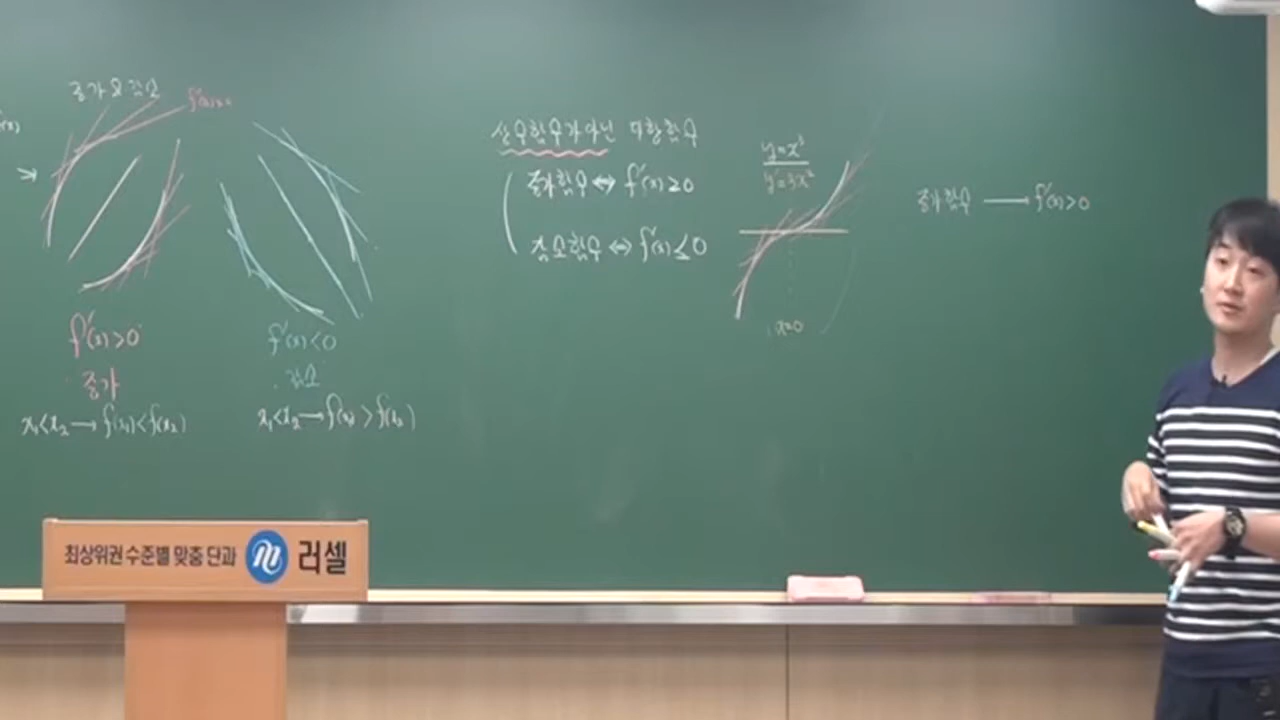 증가와 감소
f'(x)>0
증가
x₁<x₂ → f(x₁)<f(x₂)
f'(x)<0
감소
x₁<x₂ → f(x₁)>f(x₂)
상수함수가 아닌 다항함수
증가함수 ⇔ f'(x)≥0
감소함수 ⇔ f'(x)≤0
y=x³
y'=3x²
x=0
증가함수 → f'(x)>0
최상위권 수준별 맞춤 단과 러셀